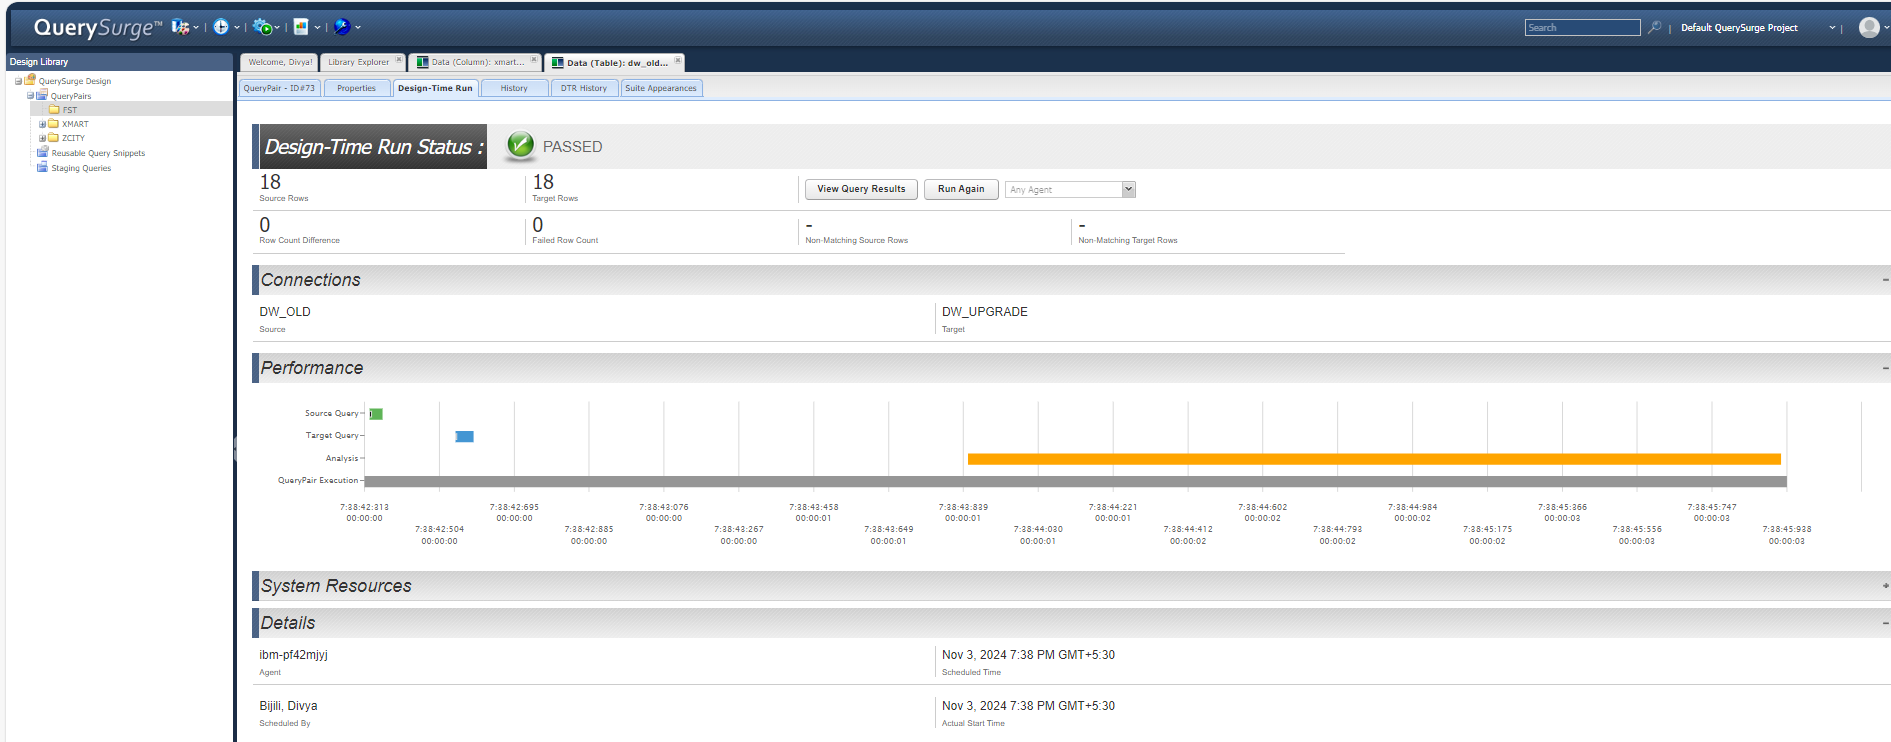 QuerySurge™
Search
Default QuerySurge Project
Design Library
QuerySurge Design
QueryPairs
FST
XMART
ZCITY
Reusable Query Snippets
Staging Queries
Welcome, Divya!
Library Explorer
Data (Column): xmart...
Data (Table): dw_old...
QueryPair - ID#73
Properties
Design-Time Run
History
DTR History
Suite Appearances
Design-Time Run Status :
PASSED
18
Source Rows
18
Target Rows
View Query Results
Run Again
Any Agent
0
Row Count Difference
0
Failed Row Count
-
Non-Matching Source Rows
-
Non-Matching Target Rows
Connections
DW_OLD
Source
DW_UPGRADE
Target
Performance
Source Query
Target Query
Analysis
QueryPair Execution
7:38:42:313
00:00:00
7:38:42:504
00:00:00
7:38:42:695
00:00:00
7:38:42:885
00:00:00
7:38:43:076
00:00:00
7:38:43:267
00:00:00
7:38:43:458
00:00:01
7:38:43:649
00:00:01
7:38:43:839
00:00:01
7:38:44:030
00:00:01
7:38:44:221
00:00:01
7:38:44:412
00:00:02
7:38:44:602
00:00:02
7:38:44:793
00:00:02
7:38:44:984
00:00:02
7:38:45:175
00:00:02
7:38:45:366
00:00:03
7:38:45:556
00:00:03
7:38:45:747
00:00:03
7:38:45:938
00:00:03
System Resources
Details
ibm-pf42mjyj
Agent
Nov 3, 2024 7:38 PM GMT+5:30
Scheduled Time
Bijili, Divya
Scheduled By
Nov 3, 2024 7:38 PM GMT+5:30
Actual Start Time